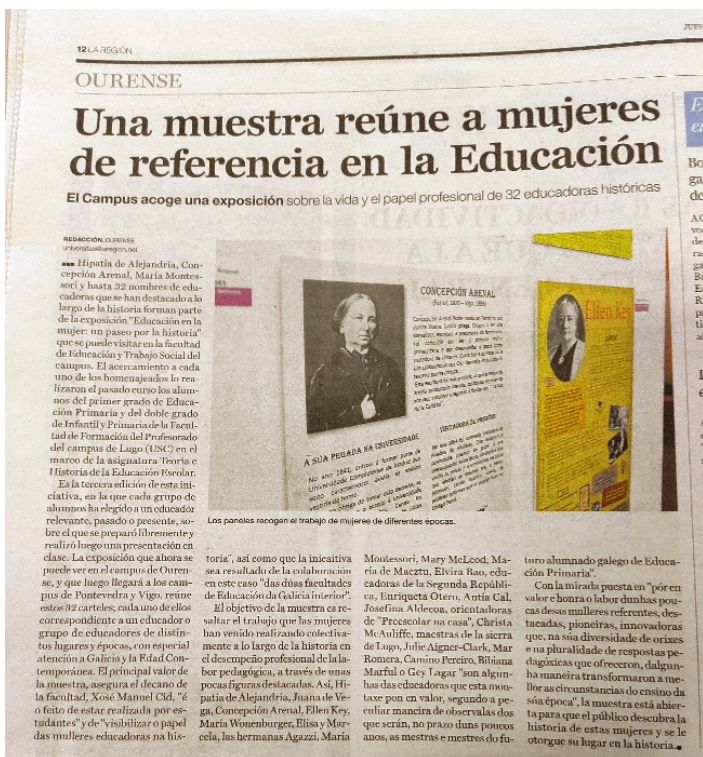 12 LA REGIÓN
OURENSE
Una muestra reúne a mujeres
de referencia en la Educación
El Campus acoge una exposición sobre la vida y el papel profesional de 32 educadoras históricas
REDACCIÓN. OURENSE
Hipatia de Alejandría, Con-
cepción Arenal, María Montes-
sori y hasta 32 nombres de edu-
cadoras que se han destacado a lo
largo de la historia forman parte
de la exposición "Educación en la
mujer: un paseo por la historia"
que se puede visitar en la facultad
de Educación y Trabajo Social del
campus. El acercamiento a cada
uno de los homenajeados lo rea-
lizaron el pasado curso los alum-
nos del primer grado de Educa-
ción Primaria y del doble grado
de Infantil y Primaria de la Facul-
tad de Formación del Profesorado
del campus de Lugo (USC) en el
marco de la asignatura Teoría e
Historia de la Educación Escolar.
Es la tercera edición de esta ini-
ciativa, en la que cada grupo de
alumnos ha elegido a un educador
relevante, pasado o presente, so-
bre el que se preparó libremente y
realizó luego una presentación en
clase. La exposición que ahora se
puede ver en el campus de Ouren-
se, y que luego llegará a los cam-
pus de Pontevedra y Vigo, reúne
estos 32 carteles; cada uno de ellos
correspondiente a un educador o
grupo de educadores de distin-
tos lugares y épocas, con especial
atención a Galicia y la Edad Con-
temporánea. El principal valor de
la muestra, asegura el decano de
la facultad, Xosé Manuel Cid, "é
o feito de estar realizada por es-
tudantes" y de "visibilizar o papel
das mulleres educadoras na his-
CONCEPCIÓN ARENAL
A SÚA PEGADA NA UNIVERSIDADE
VISITADORA DE PRISIÓNS
Ellen Key
Los paneles recogen el trabajo de mujeres de diferentes épocas.
toria", así como que la inicaitiva
sea resultado de la colaboración
en este caso "das dúas facultades
de Educación da Galicia interior".
El objetivo de la muestra es re-
saltar el trabajo que las mujeres
han venido realizando colectiva-
mente a lo largo de la historia en
el desempeño profesional de la la-
bor pedagógica, a través de unas
pocas figuras destacadas. Así, Hi-
patia de Alejandría, Juana de Ve-
ga, Concepción Arenal, Ellen Key,
María Wonenburger, Elisa y Mar-
cela, las hermanas Agazzi, María
Montessori, Mary McLeod, Ma-
ría de Maeztu, Elvira Bao, edu-
cadoras de la Segunda Repúbli-
ca, Enriqueta Otero, Antía Cal,
Josefina Aldecoa, orientadoras
de "Preescolar na casa", Christa
McAuliffe, maestras de la sierra
de Lugo, Julie Aigner-Clark, Mar
Romera, Camino Pereiro, Bibiana
Marful o Gey Lagar "son algun-
has das educadoras que esta mon-
taxe pon en valor, segundo a pe-
culiar maneira de observalas dos
que serán, no prazo duns poucos
anos, as mestras e mestres do fu-
turo alumnado galego de Educa-
ción Primaria".
Con la mirada puesta en "pór en
valor e honra o labor dunhas pou-
cas desas mulleres referentes, des-
tacadas, pioneiras, innovadoras
que, na súa diversidade de orixes
e na pluralidade de respostas pe-
dagóxicas que ofreceron, dalgun-
ha maneira transformaron a me-
llor as circunstancias do ensino da
súa época", la muestra está abier-
ta para que el público descubra la
historia de estas mujeres y se le
otorgue su lugar en la historia.